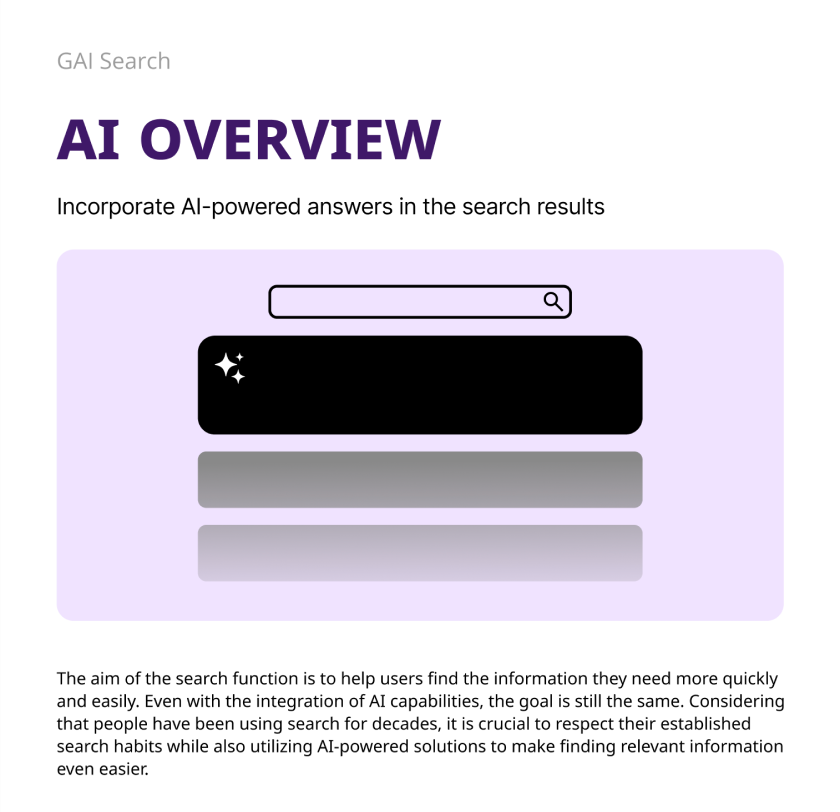 GAI Search
AI OVERVIEW
Incorporate AI-powered answers in the search results
The aim of the search function is to help users find the information they need more quickly
and easily. Even with the integration of AI capabilities, the goal is still the same. Considering
that people have been using search for decades, it is crucial to respect their established
search habits while also utilizing AI-powered solutions to make finding relevant information
even easier.